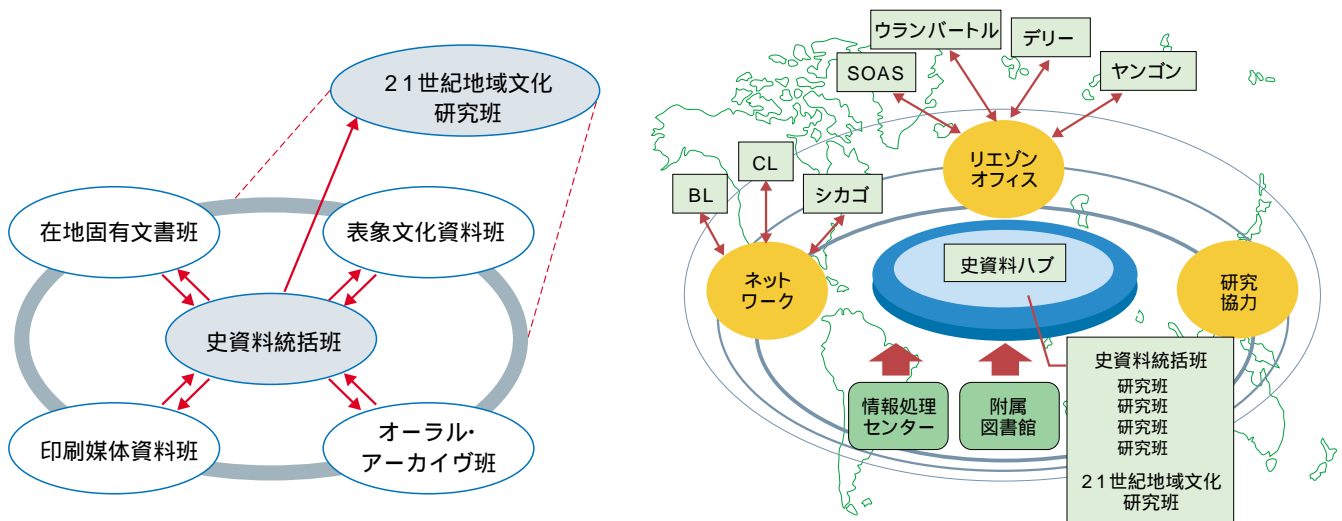 21世紀地域文化
研究班
在地固有文書班
表象文化資料班
史資料統括班
印刷媒体資料班
オーラル・
アーカイヴ班
ウランバートル
デリー
SOAS
ヤンゴン
リエゾン
オフィス
CL
BL
シカゴ
ネット
ワーク
史資料ハブ
研究
協力
情報処理
センター
附属
図書館
史資料統括班
研究班
研究班
研究班
研究班
21世紀地域文化
研究班